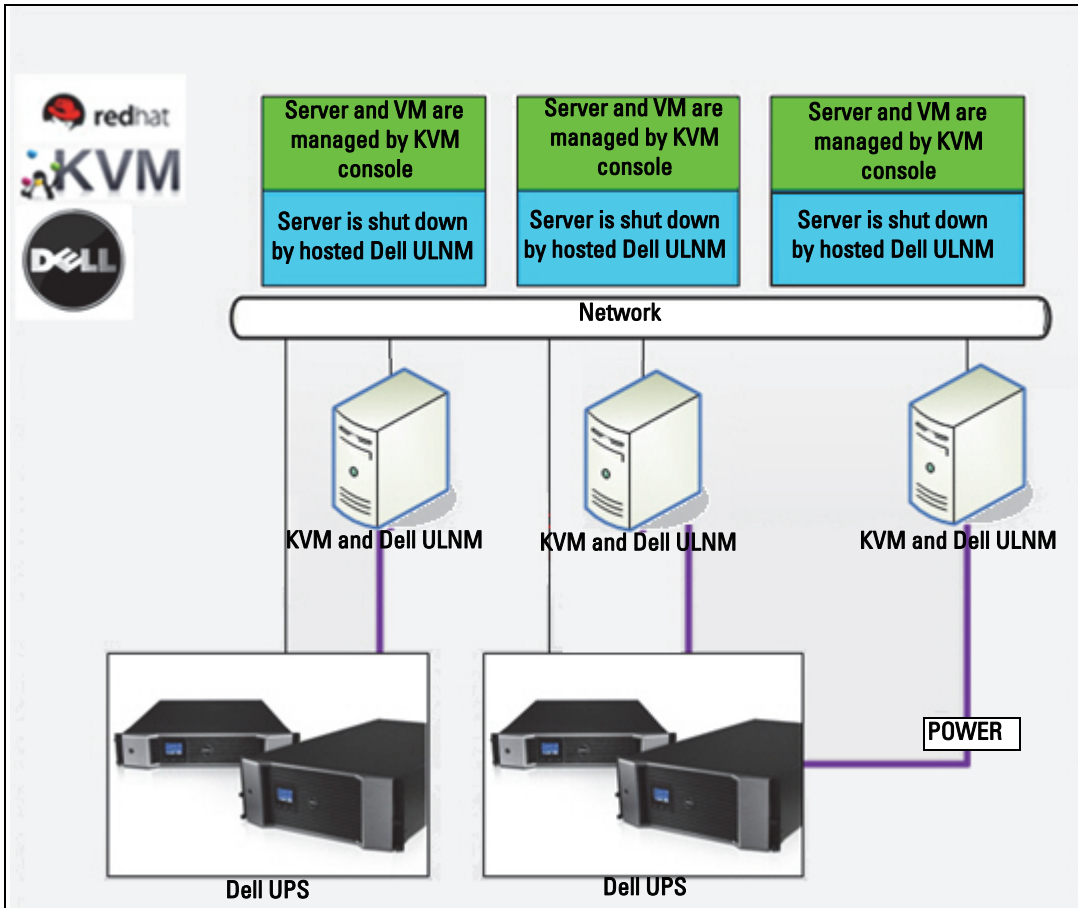 redhat
KVM
DELL
Server and VM are
managed by KVM
console
Server is shut down
by hosted Dell ULNM
Server and VM are
managed by KVM
console
Server is shut down
by hosted Dell ULNM
Server and VM are
managed by KVM
console
Server is shut down
by hosted Dell ULNM
Network
KVM and Dell ULNM
KVM and Dell ULNM
KVM and Dell ULNM
POWER
Dell UPS
Dell UPS